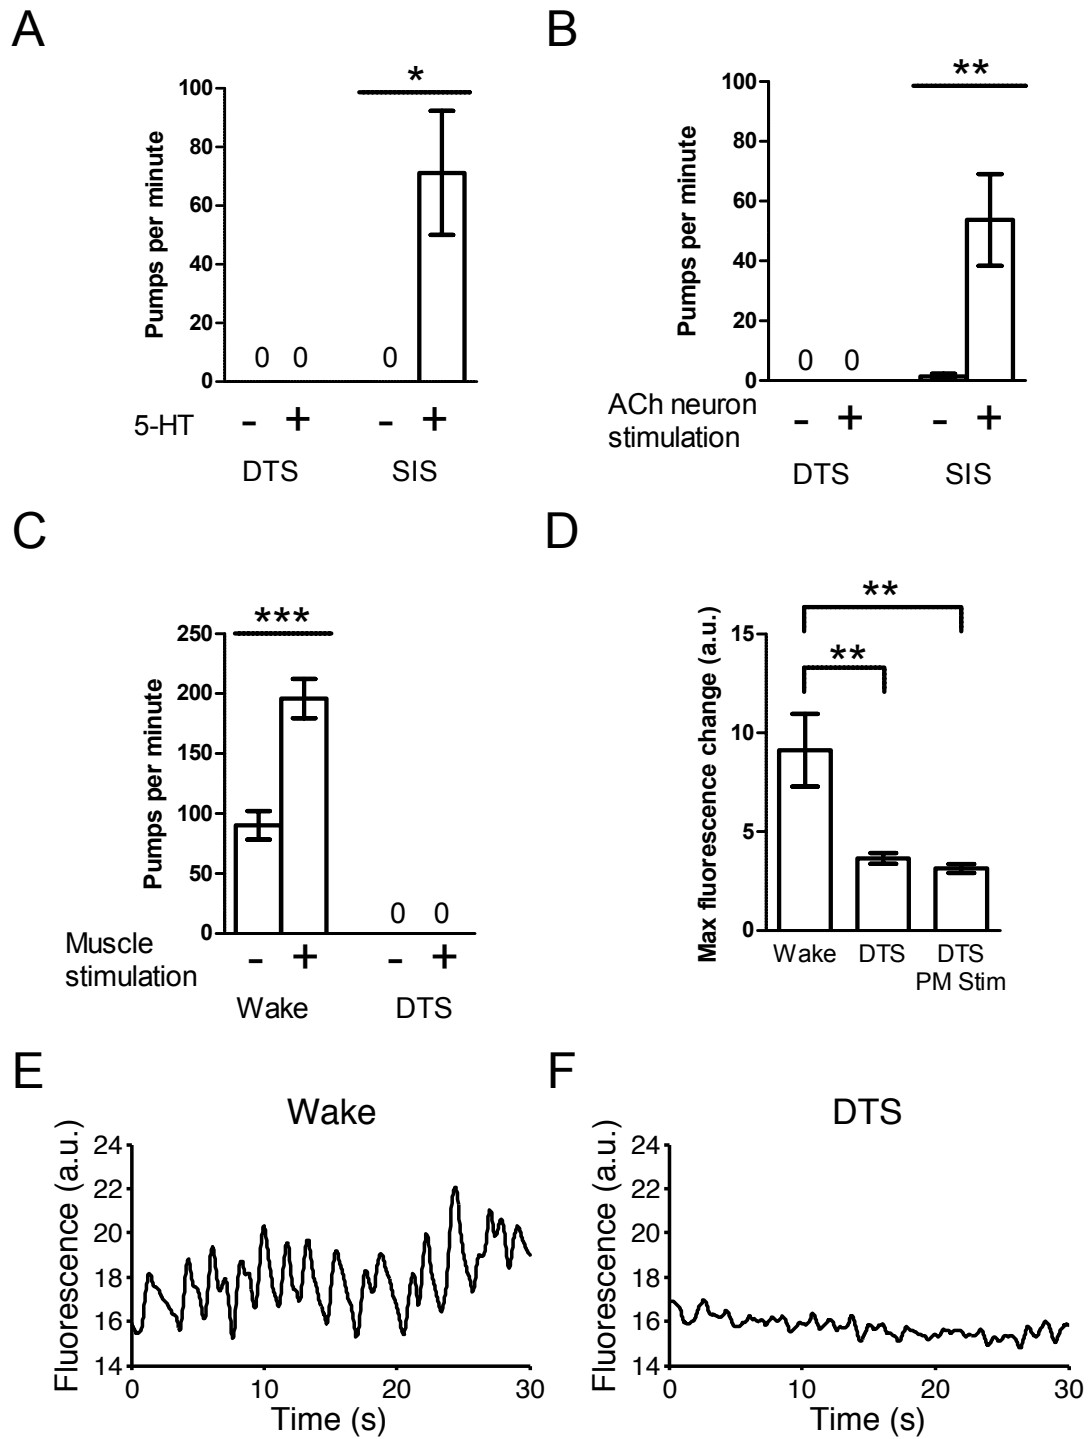 A
*
100
80
60
40
20
0
Pumps per minute
0 0 0
5-HT - + - +
DTS SIS
B
**
100
80
60
40
20
0
Pumps per minute
0 0
ACh neuron
stimulation - + - +
DTS SIS
C
***
250
200
150
100
50
0
Pumps per minute
0 0
Muscle
stimulation - + - +
Wake DTS
D
**
**
15
10
5
0
Max fluorescence change (a.u.)
Wake DTS DTS
PM Stim
E
Wake
24
22
20
18
16
14
Fluorescence (a.u.)
0 10 20 30
Time (s)
F
DTS
24
22
20
18
16
14
Fluorescence (a.u.)
0 10 20 30
Time (s)